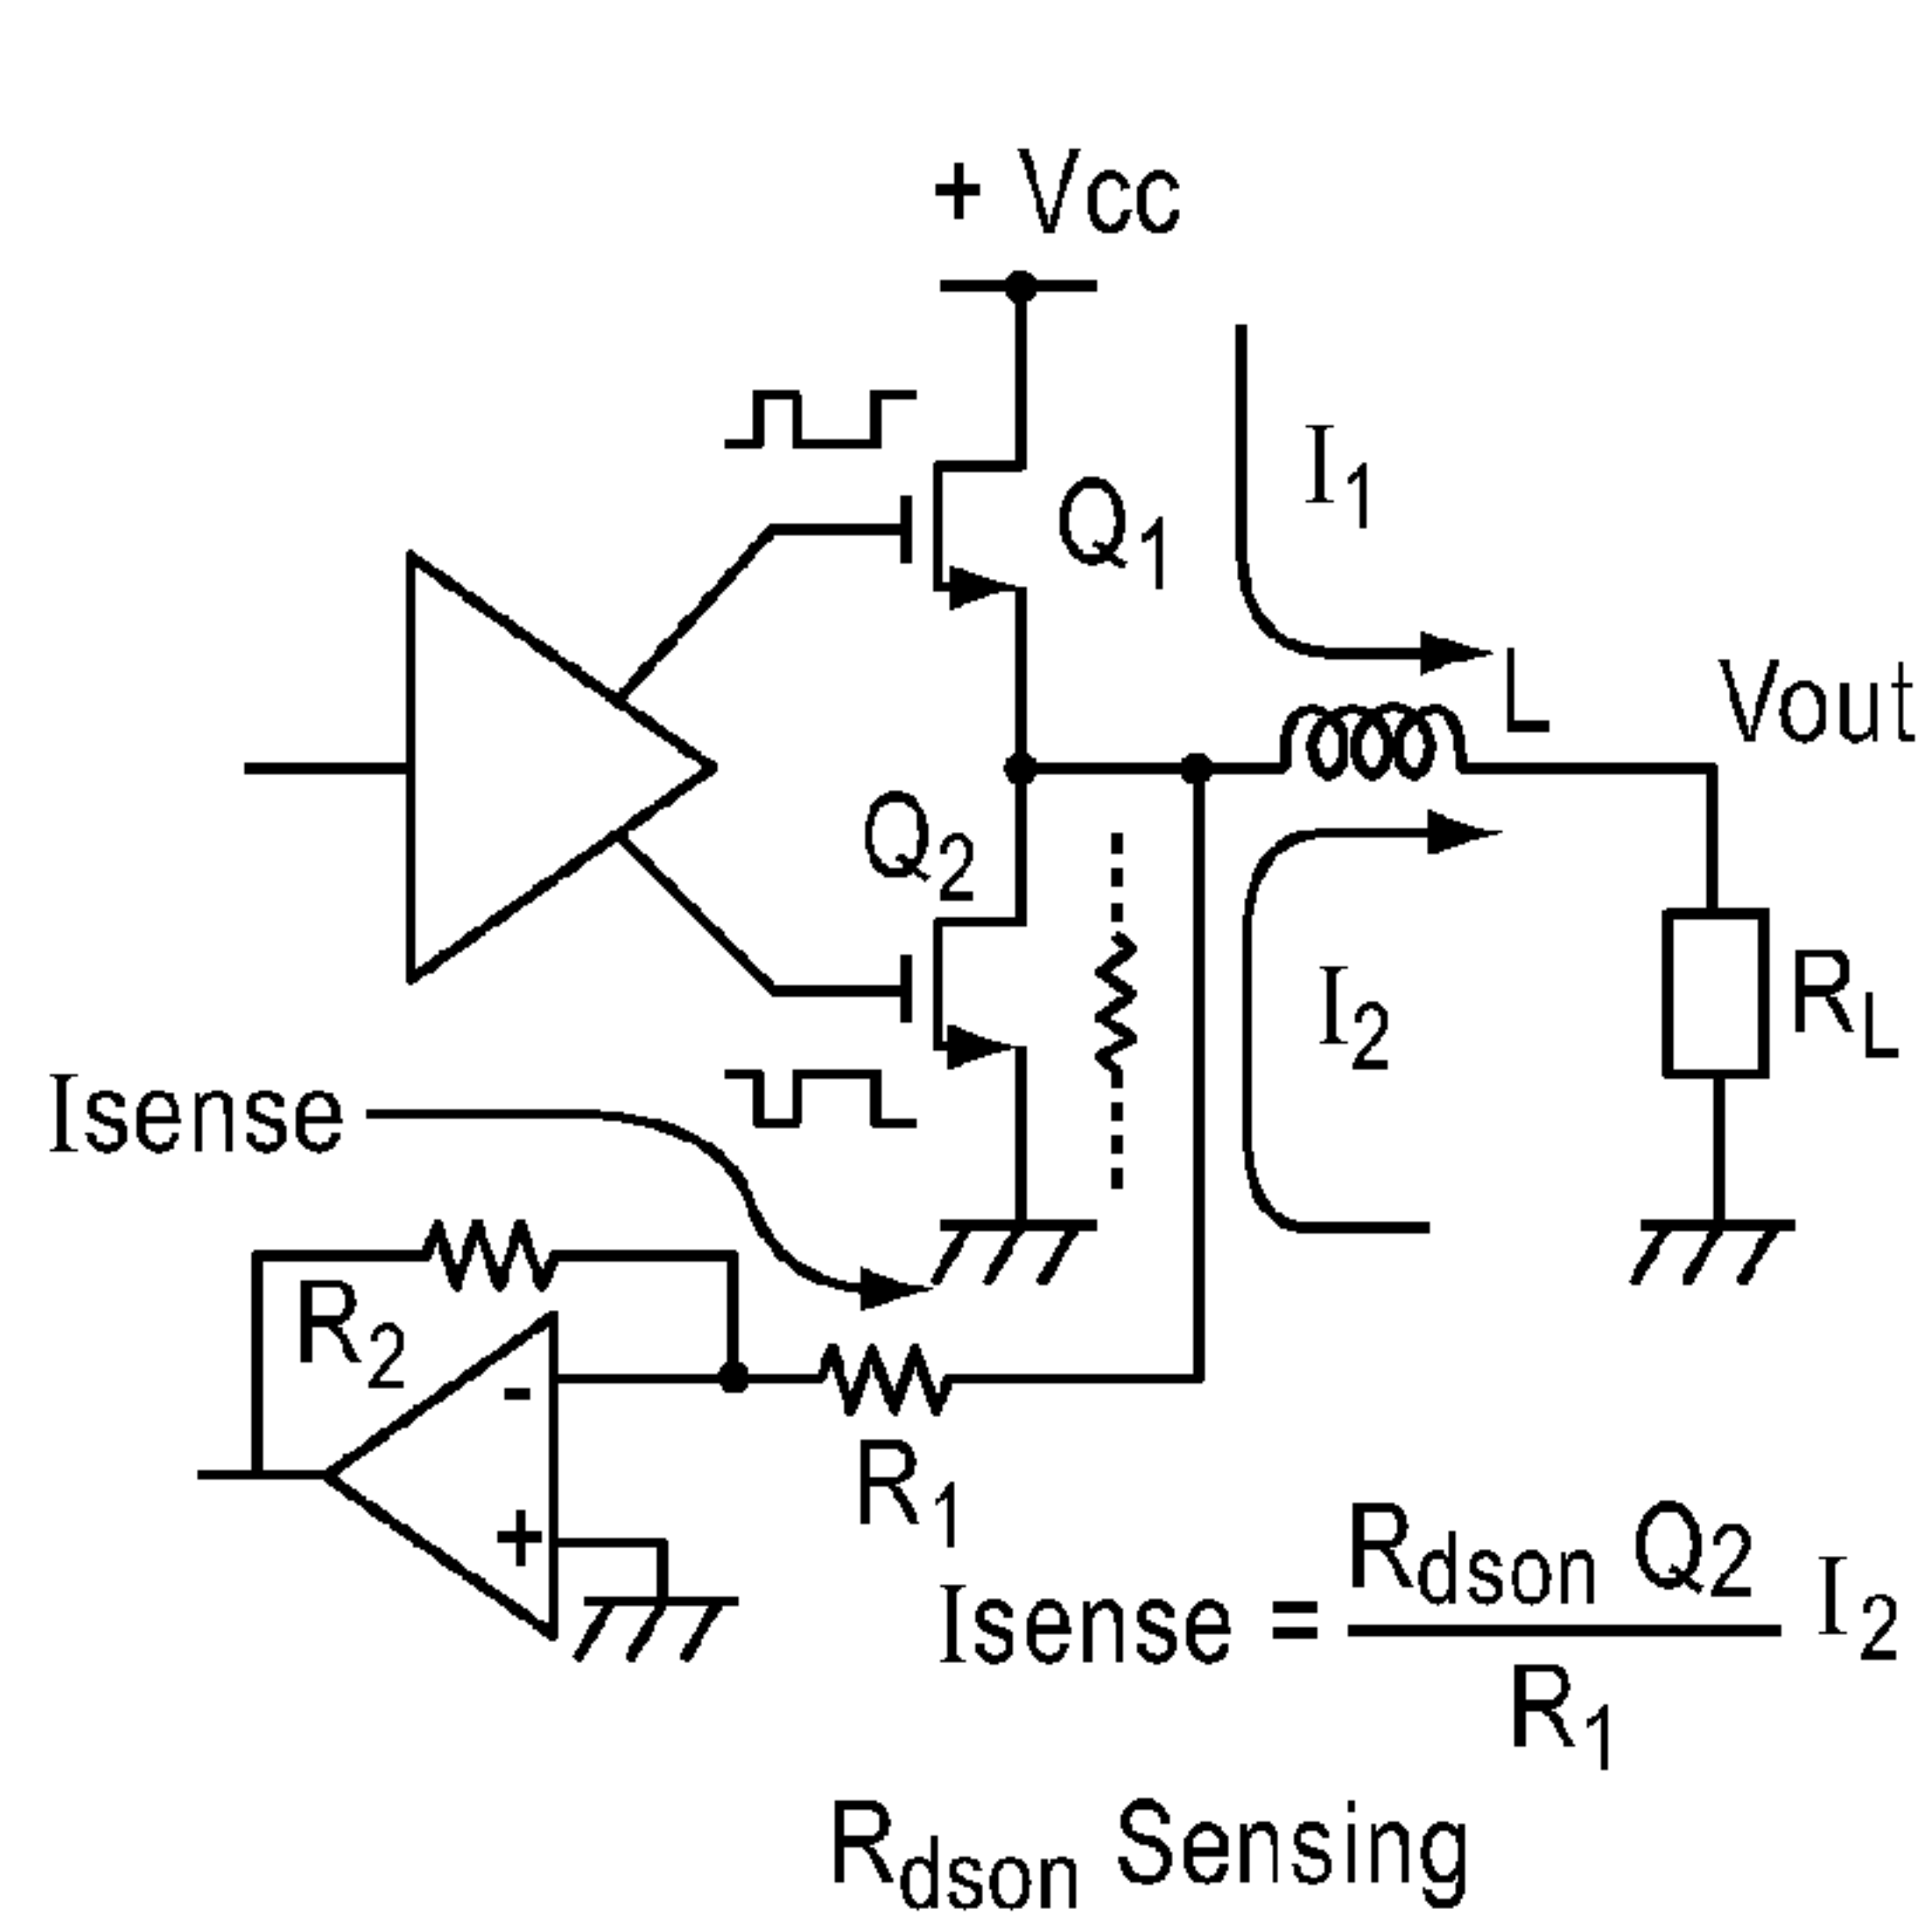 + Vcc
I1
Q1
L
Vout
Q2
I2
RL
Isense
R2
-
R1
+
Isense = Rdson Q2 / R1 I2
Rdson Sensing